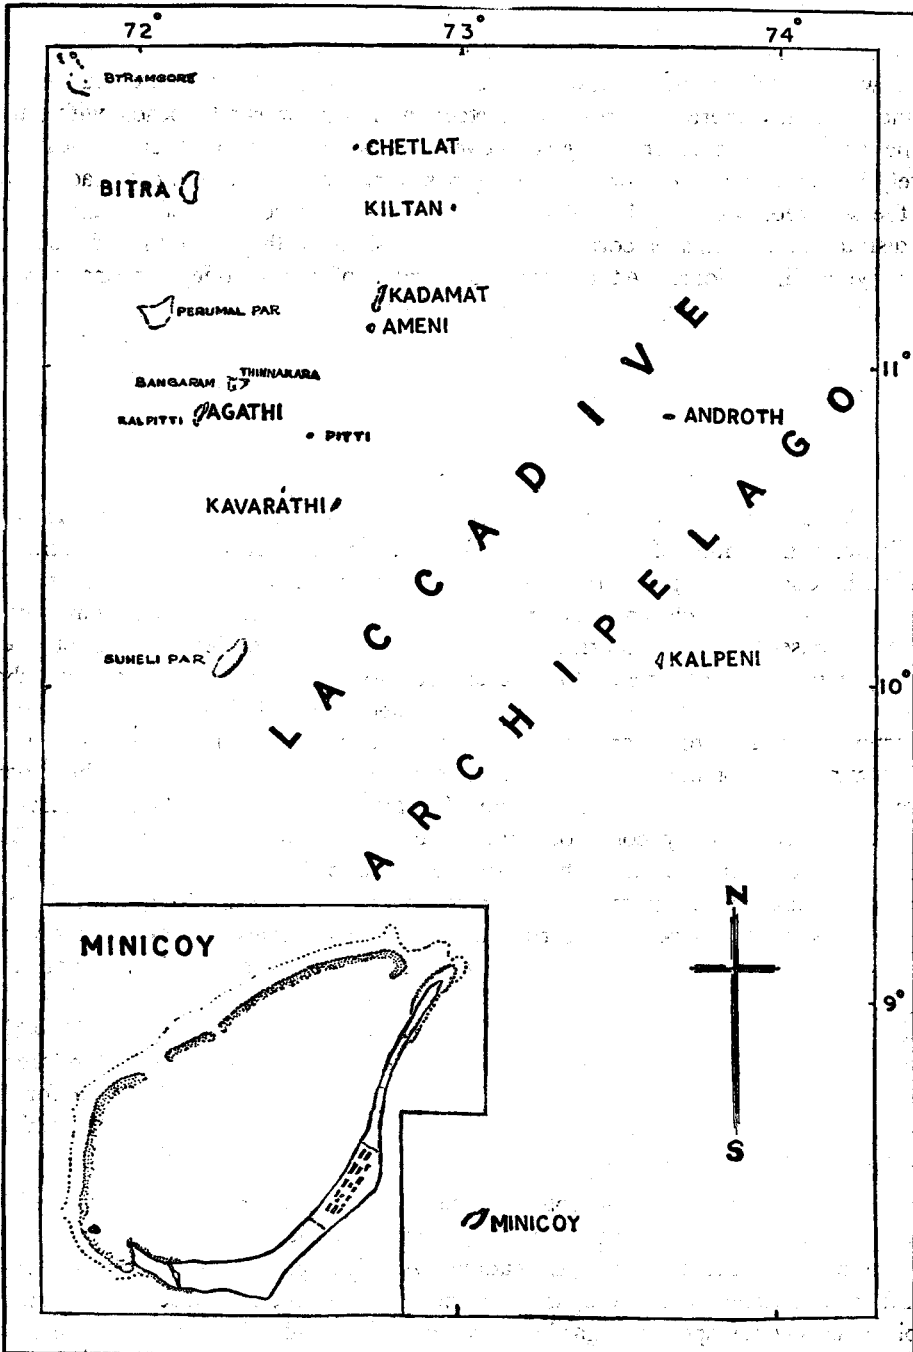 72° 73° 74°
BYRAMGORE
CHETLAT
BITRA
KILTAN
KADAMAT
PERUMAL PAR
AMENI
11°
THINNAKARA
BANGARAM
KALPITTI AGATHI
ANDROTH
PITTI
KAVARATHI
LACCADIVE
ARCHIPELAGO
SUHELI PAR
KALPENI
10°
N
MINICOY
9°
S
MINICOY